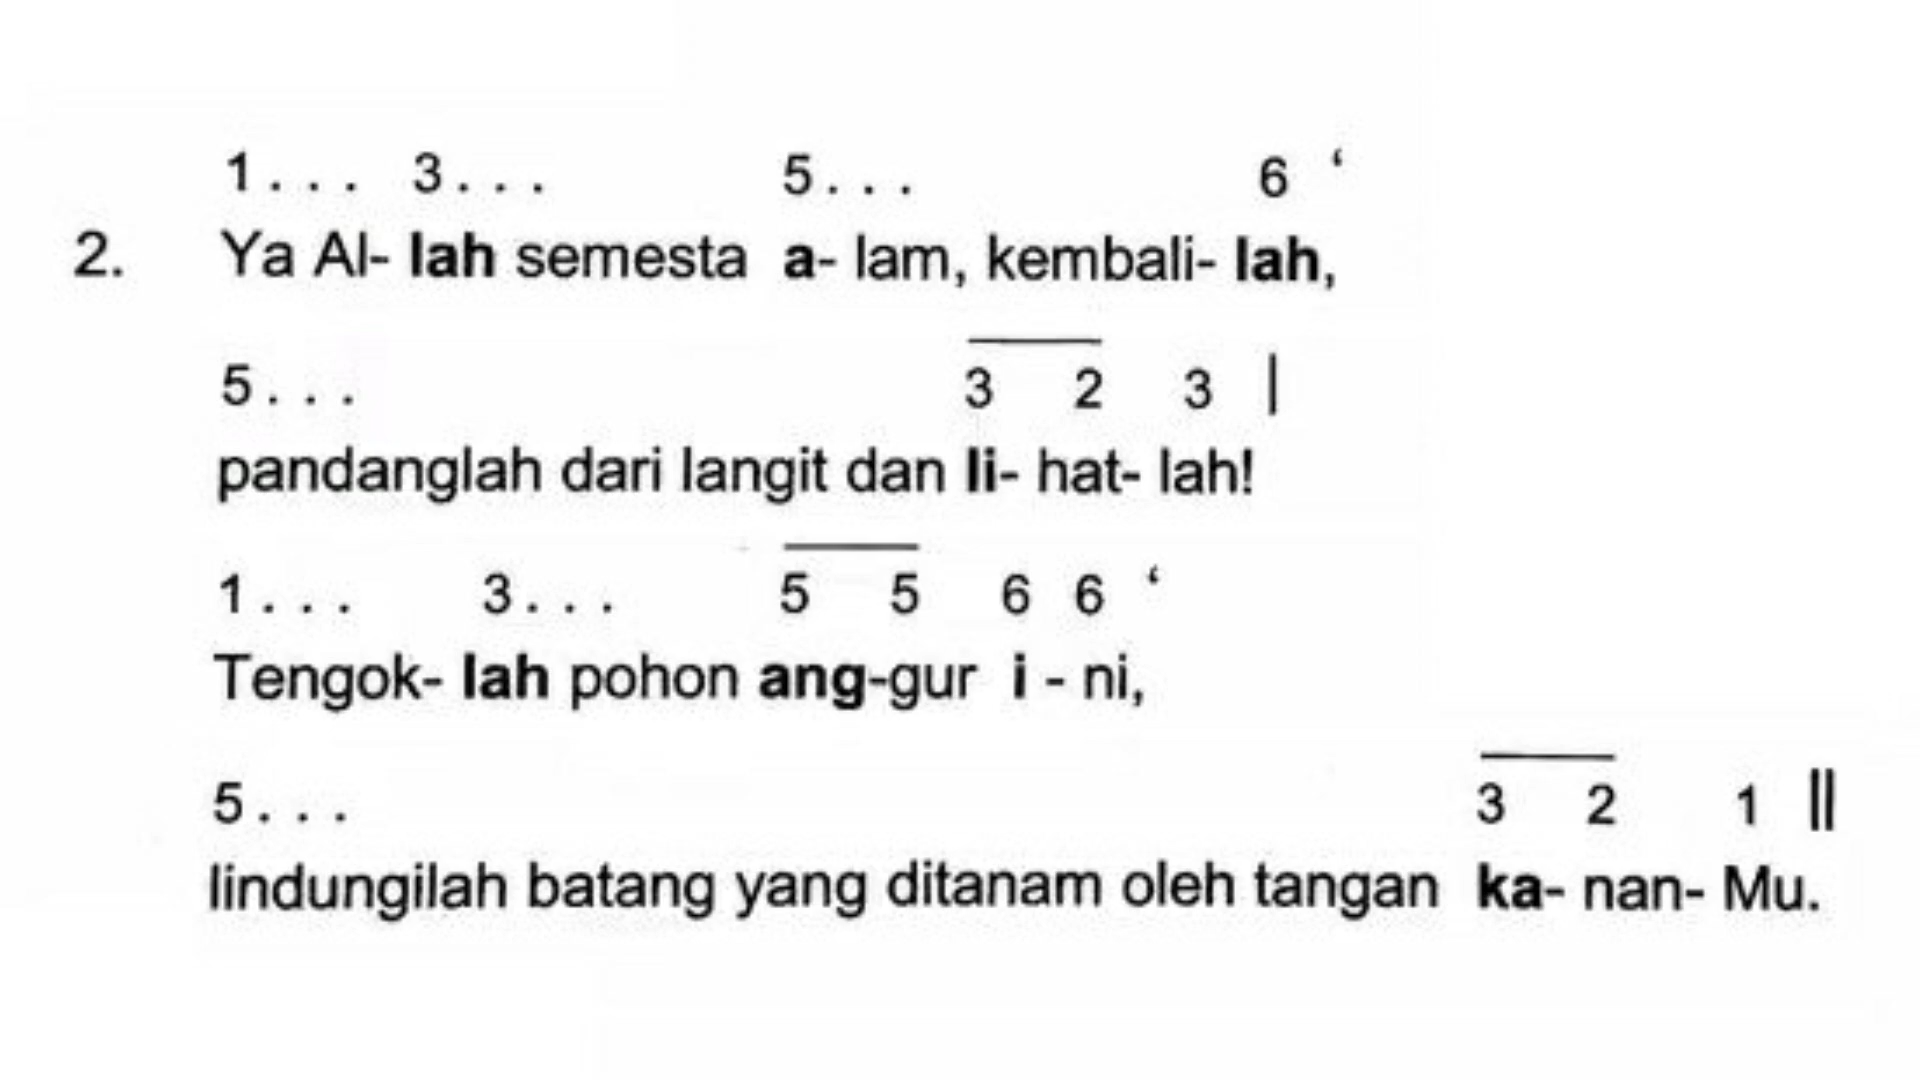 1... 3... 5... 6 ‘
2. Ya Al- lah semesta a- lam, kembali- lah,
5... 3 2 3 |
pandanglah dari langit dan li- hat- lah!
1... 3... 5 5 6 6 ‘
Tengok- lah pohon ang-gur i - ni,
5... 3 2 1 ||
lindungilah batang yang ditanam oleh tangan ka- nan- Mu.